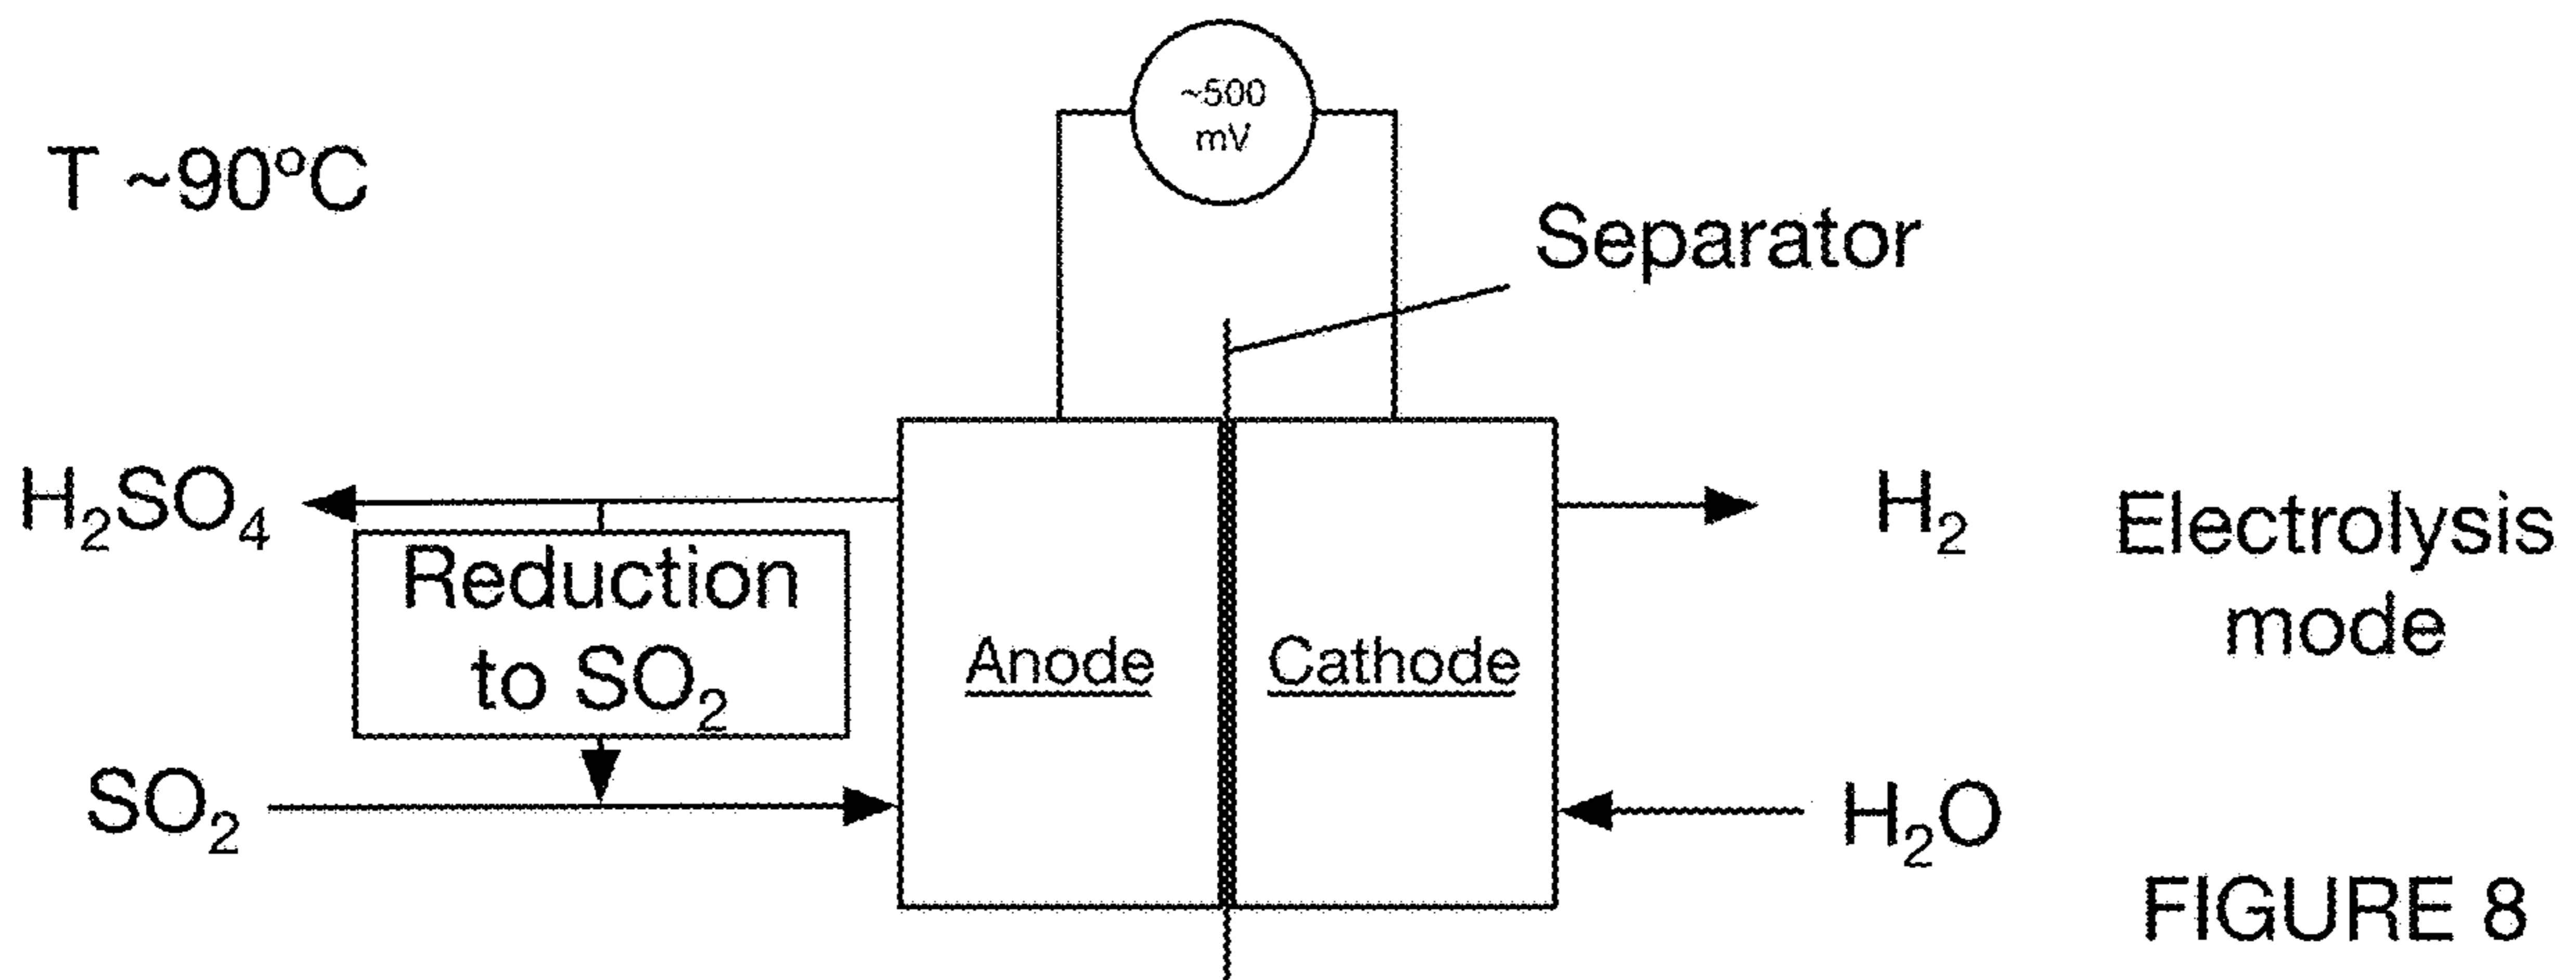 ~500
mV
T ~90°C
Separator
H₂SO₄
H₂
Electrolysis
mode
Reduction
to SO₂
Anode
Cathode
SO₂
H₂O
FIGURE 8